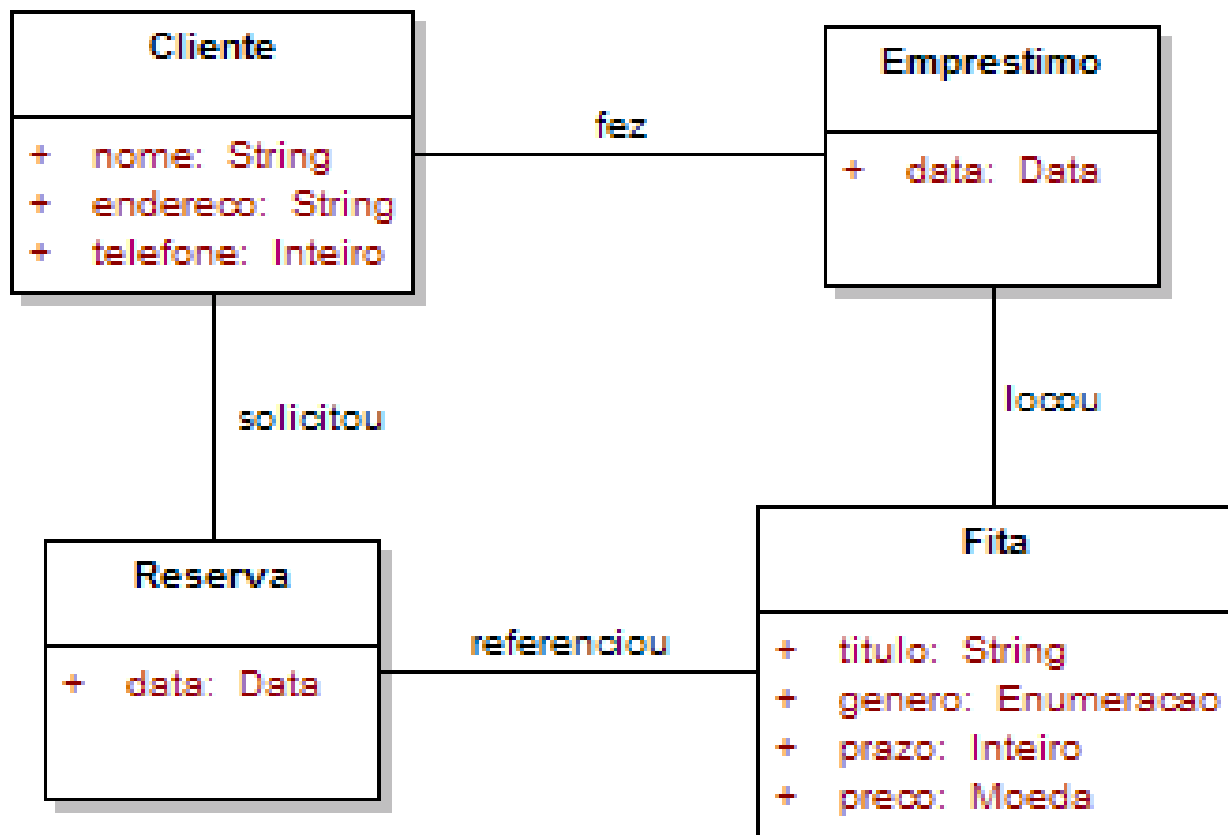 Cliente
+ nome: String
+ endereco: String
+ telefone: Inteiro
fez
Emprestimo
+ data: Data
solicitou
locou
Reserva
+ data: Data
referenciou
Fita
+ titulo: String
+ genero: Enumeracao
+ prazo: Inteiro
+ preco: Moeda